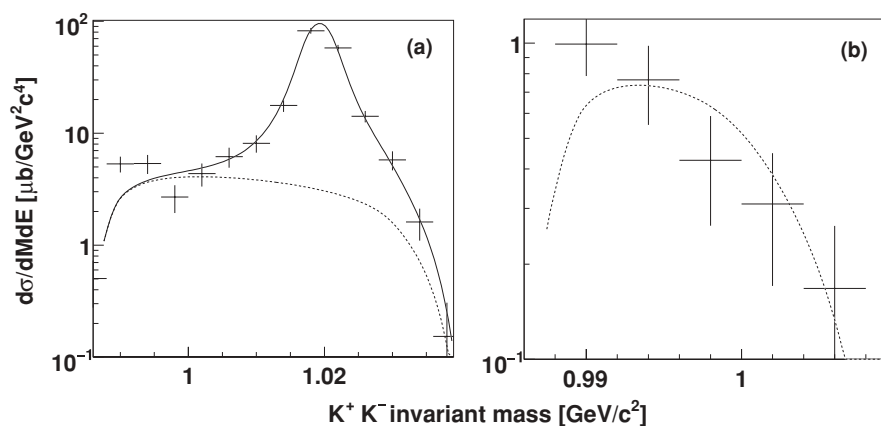 (a)
(b)
dσ/dMdE [μb/GeV²c⁴]
10²
10
1
10⁻¹
1
1.02
1
10⁻¹
0.99
1
K⁺ K⁻ invariant mass [GeV/c²]